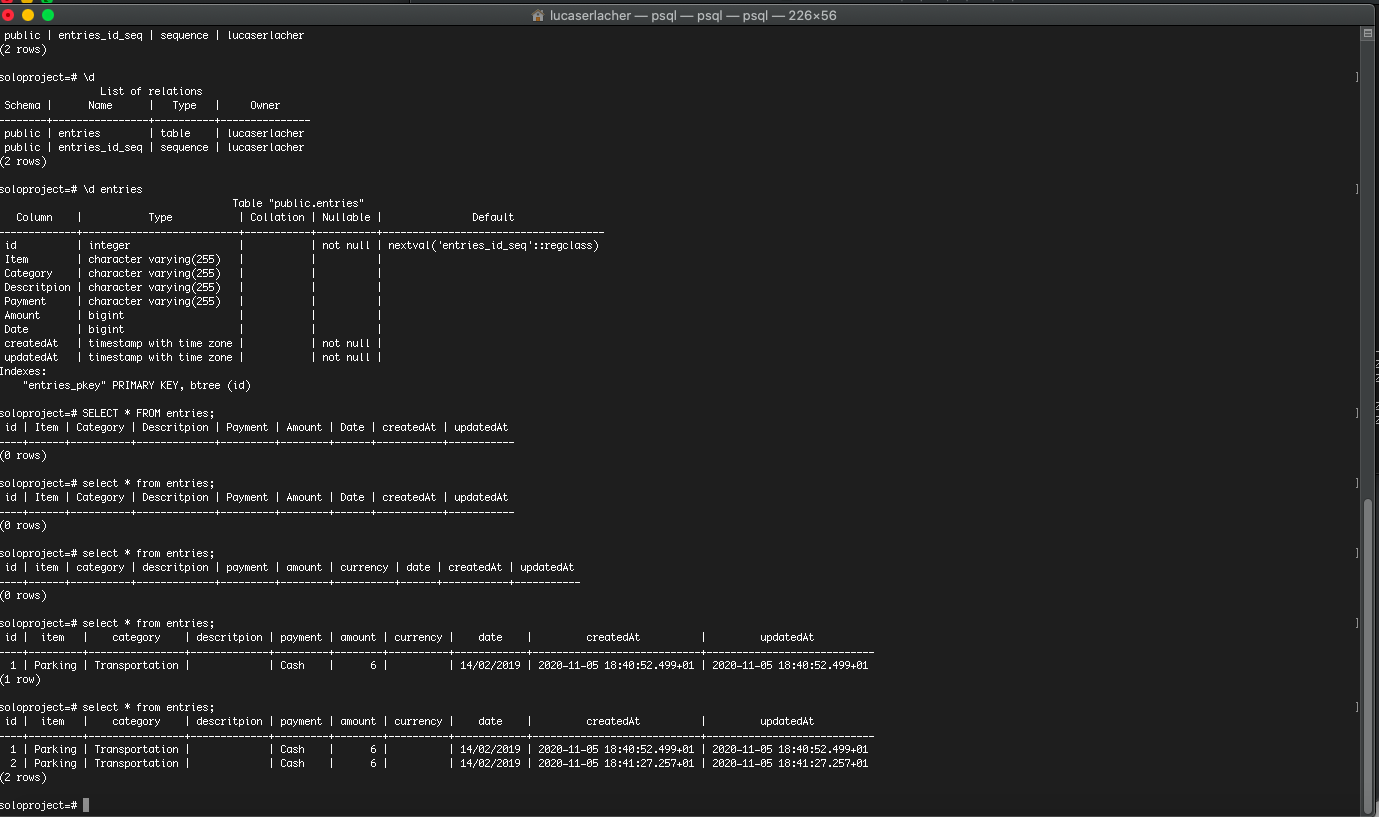 lucaserlacher — psql — psql — psql — 226×56
public | entries_id_seq | sequence | lucaserlacher
(2 rows)
soloproject=# \d
List of relations
Schema | Name | Type | Owner
--------+----------------+----------+---------------
public | entries | table | lucaserlacher
public | entries_id_seq | sequence | lucaserlacher
(2 rows)
soloproject=# \d entries
Table "public.entries"
Column | Type | Collation | Nullable | Default
-------------+--------------------------+-----------+----------+-------------------------------------
id | integer | | not null | nextval('entries_id_seq'::regclass)
Item | character varying(255) | | |
Category | character varying(255) | | |
Descritpion | character varying(255) | | |
Payment | character varying(255) | | |
Amount | bigint | | |
Date | bigint | | |
createdAt | timestamp with time zone | | not null |
updatedAt | timestamp with time zone | | not null |
Indexes:
"entries_pkey" PRIMARY KEY, btree (id)
soloproject=# SELECT * FROM entries;
id | Item | Category | Descritpion | Payment | Amount | Date | createdAt | updatedAt
----+------+----------+-------------+---------+--------+------+-----------+-----------
(0 rows)
soloproject=# select * from entries;
id | Item | Category | Descritpion | Payment | Amount | Date | createdAt | updatedAt
----+------+----------+-------------+---------+--------+------+-----------+-----------
(0 rows)
soloproject=# select * from entries;
id | item | category | descritpion | payment | amount | currency | date | createdAt | updatedAt
----+------+----------+-------------+---------+--------+----------+------+-----------+-----------
(0 rows)
soloproject=# select * from entries;
id | item | category | descritpion | payment | amount | currency | date | createdAt | updatedAt
----+---------+----------------+-------------+---------+--------+----------+------------+----------------------------+----------------------------
1 | Parking | Transportation | | Cash | 6 | | 14/02/2019 | 2020-11-05 18:40:52.499+01 | 2020-11-05 18:40:52.499+01
(1 row)
soloproject=# select * from entries;
id | item | category | descritpion | payment | amount | currency | date | createdAt | updatedAt
----+---------+----------------+-------------+---------+--------+----------+------------+----------------------------+----------------------------
1 | Parking | Transportation | | Cash | 6 | | 14/02/2019 | 2020-11-05 18:40:52.499+01 | 2020-11-05 18:40:52.499+01
2 | Parking | Transportation | | Cash | 6 | | 14/02/2019 | 2020-11-05 18:41:27.257+01 | 2020-11-05 18:41:27.257+01
(2 rows)
soloproject=#